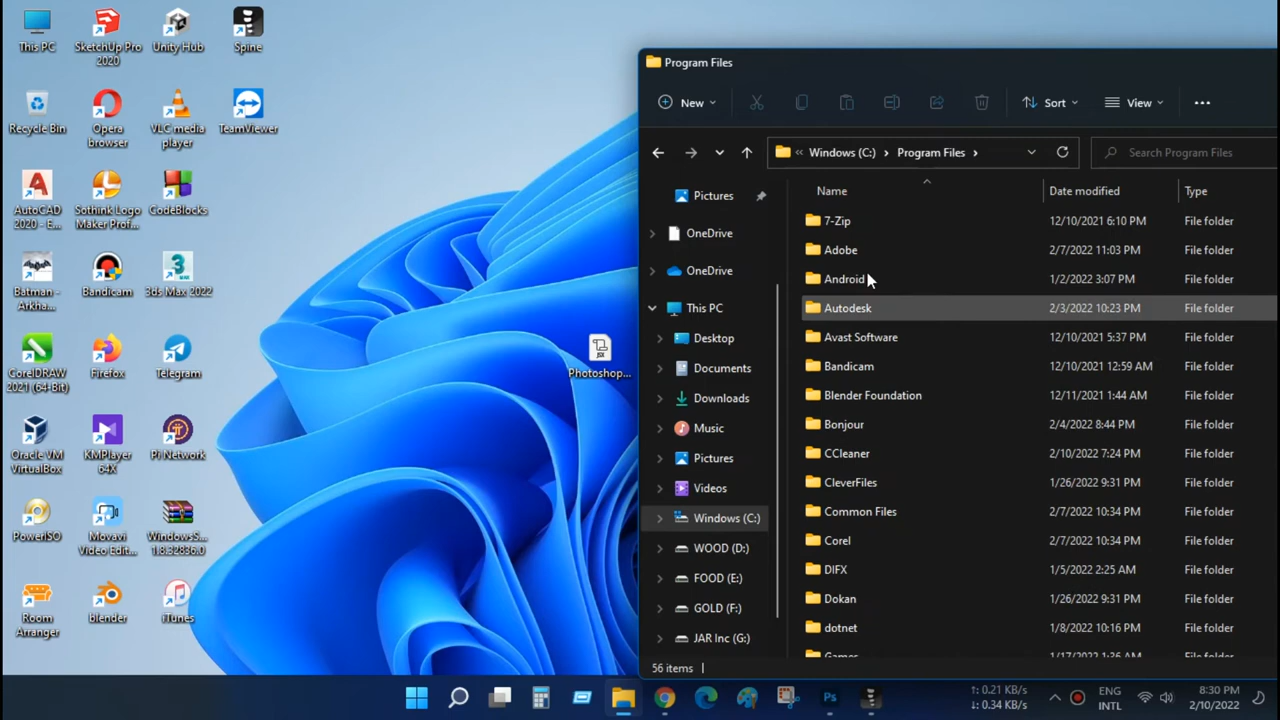 This PC
SketchUp Pro
2020
Unity Hub
Spine
Recycle Bin
Opera
browser
VLC media
player
TeamViewer
AutoCAD
2020 - E...
Sothink Logo
Maker Prof...
CodeBlocks
Batman -
Arkha...
Bandicam
3ds Max 2022
CorelDRAW
2021 (64-Bit)
Firefox
Telegram
Oracle VM
VirtualBox
KMPlayer
64X
Pi Network
PowerISO
Movavi
Video Edit...
WindowsS...
1.8.32836.0
Room
Arranger
blender
iTunes
Photoshop...
Program Files
New
Sort
View
Windows (C:) › Program Files ›
Search Program Files
Pictures
OneDrive
OneDrive
This PC
Desktop
Documents
Downloads
Music
Pictures
Videos
Windows (C:)
WOOD (D:)
FOOD (E:)
GOLD (F:)
JAR Inc (G:)
Name Date modified Type
7-Zip 12/10/2021 6:10 PM File folder
Adobe 2/7/2022 11:03 PM File folder
Android 1/2/2022 3:07 PM File folder
Autodesk 2/3/2022 10:23 PM File folder
Avast Software 12/10/2021 5:37 PM File folder
Bandicam 12/10/2021 12:59 AM File folder
Blender Foundation 12/11/2021 1:44 AM File folder
Bonjour 2/4/2022 8:44 PM File folder
CCleaner 2/10/2022 7:24 PM File folder
CleverFiles 1/26/2022 9:31 PM File folder
Common Files 2/7/2022 10:34 PM File folder
Corel 2/7/2022 10:34 PM File folder
DIFX 1/5/2022 2:25 AM File folder
Dokan 1/26/2022 9:31 PM File folder
dotnet 1/8/2022 10:16 PM File folder
Games 1/17/2022 1:36 AM File folder
56 items
Ps
↑: 0.21 KB/s
↓: 0.34 KB/s
ENG
INTL
8:30 PM
2/10/2022